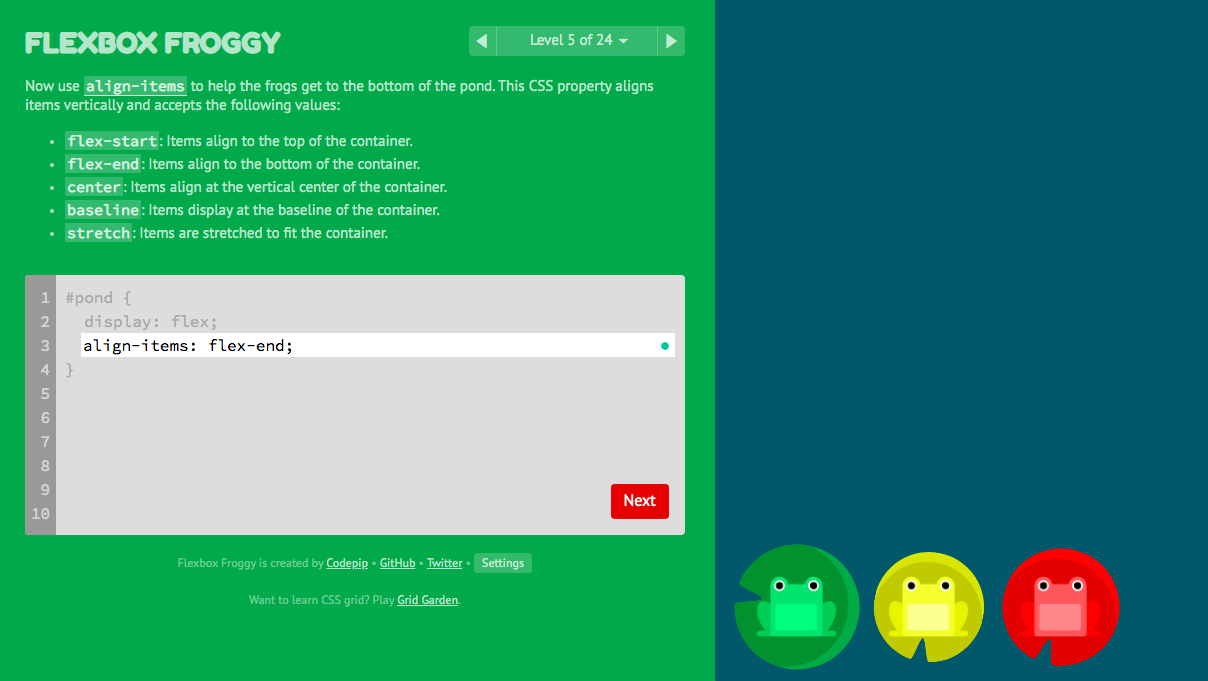 FLEXBOX FROGGY
Level 5 of 24
Now use align-items to help the frogs get to the bottom of the pond. This CSS property aligns
items vertically and accepts the following values:
• flex-start: Items align to the top of the container.
• flex-end: Items align to the bottom of the container.
• center: Items align at the vertical center of the container.
• baseline: Items display at the baseline of the container.
• stretch: Items are stretched to fit the container.
1 #pond {
2 display: flex;
3 align-items: flex-end;
4 }
5
6
7
8
9
10
Next
Flexbox Froggy is created by Codepip • GitHub • Twitter • Settings
Want to learn CSS grid? Play Grid Garden.